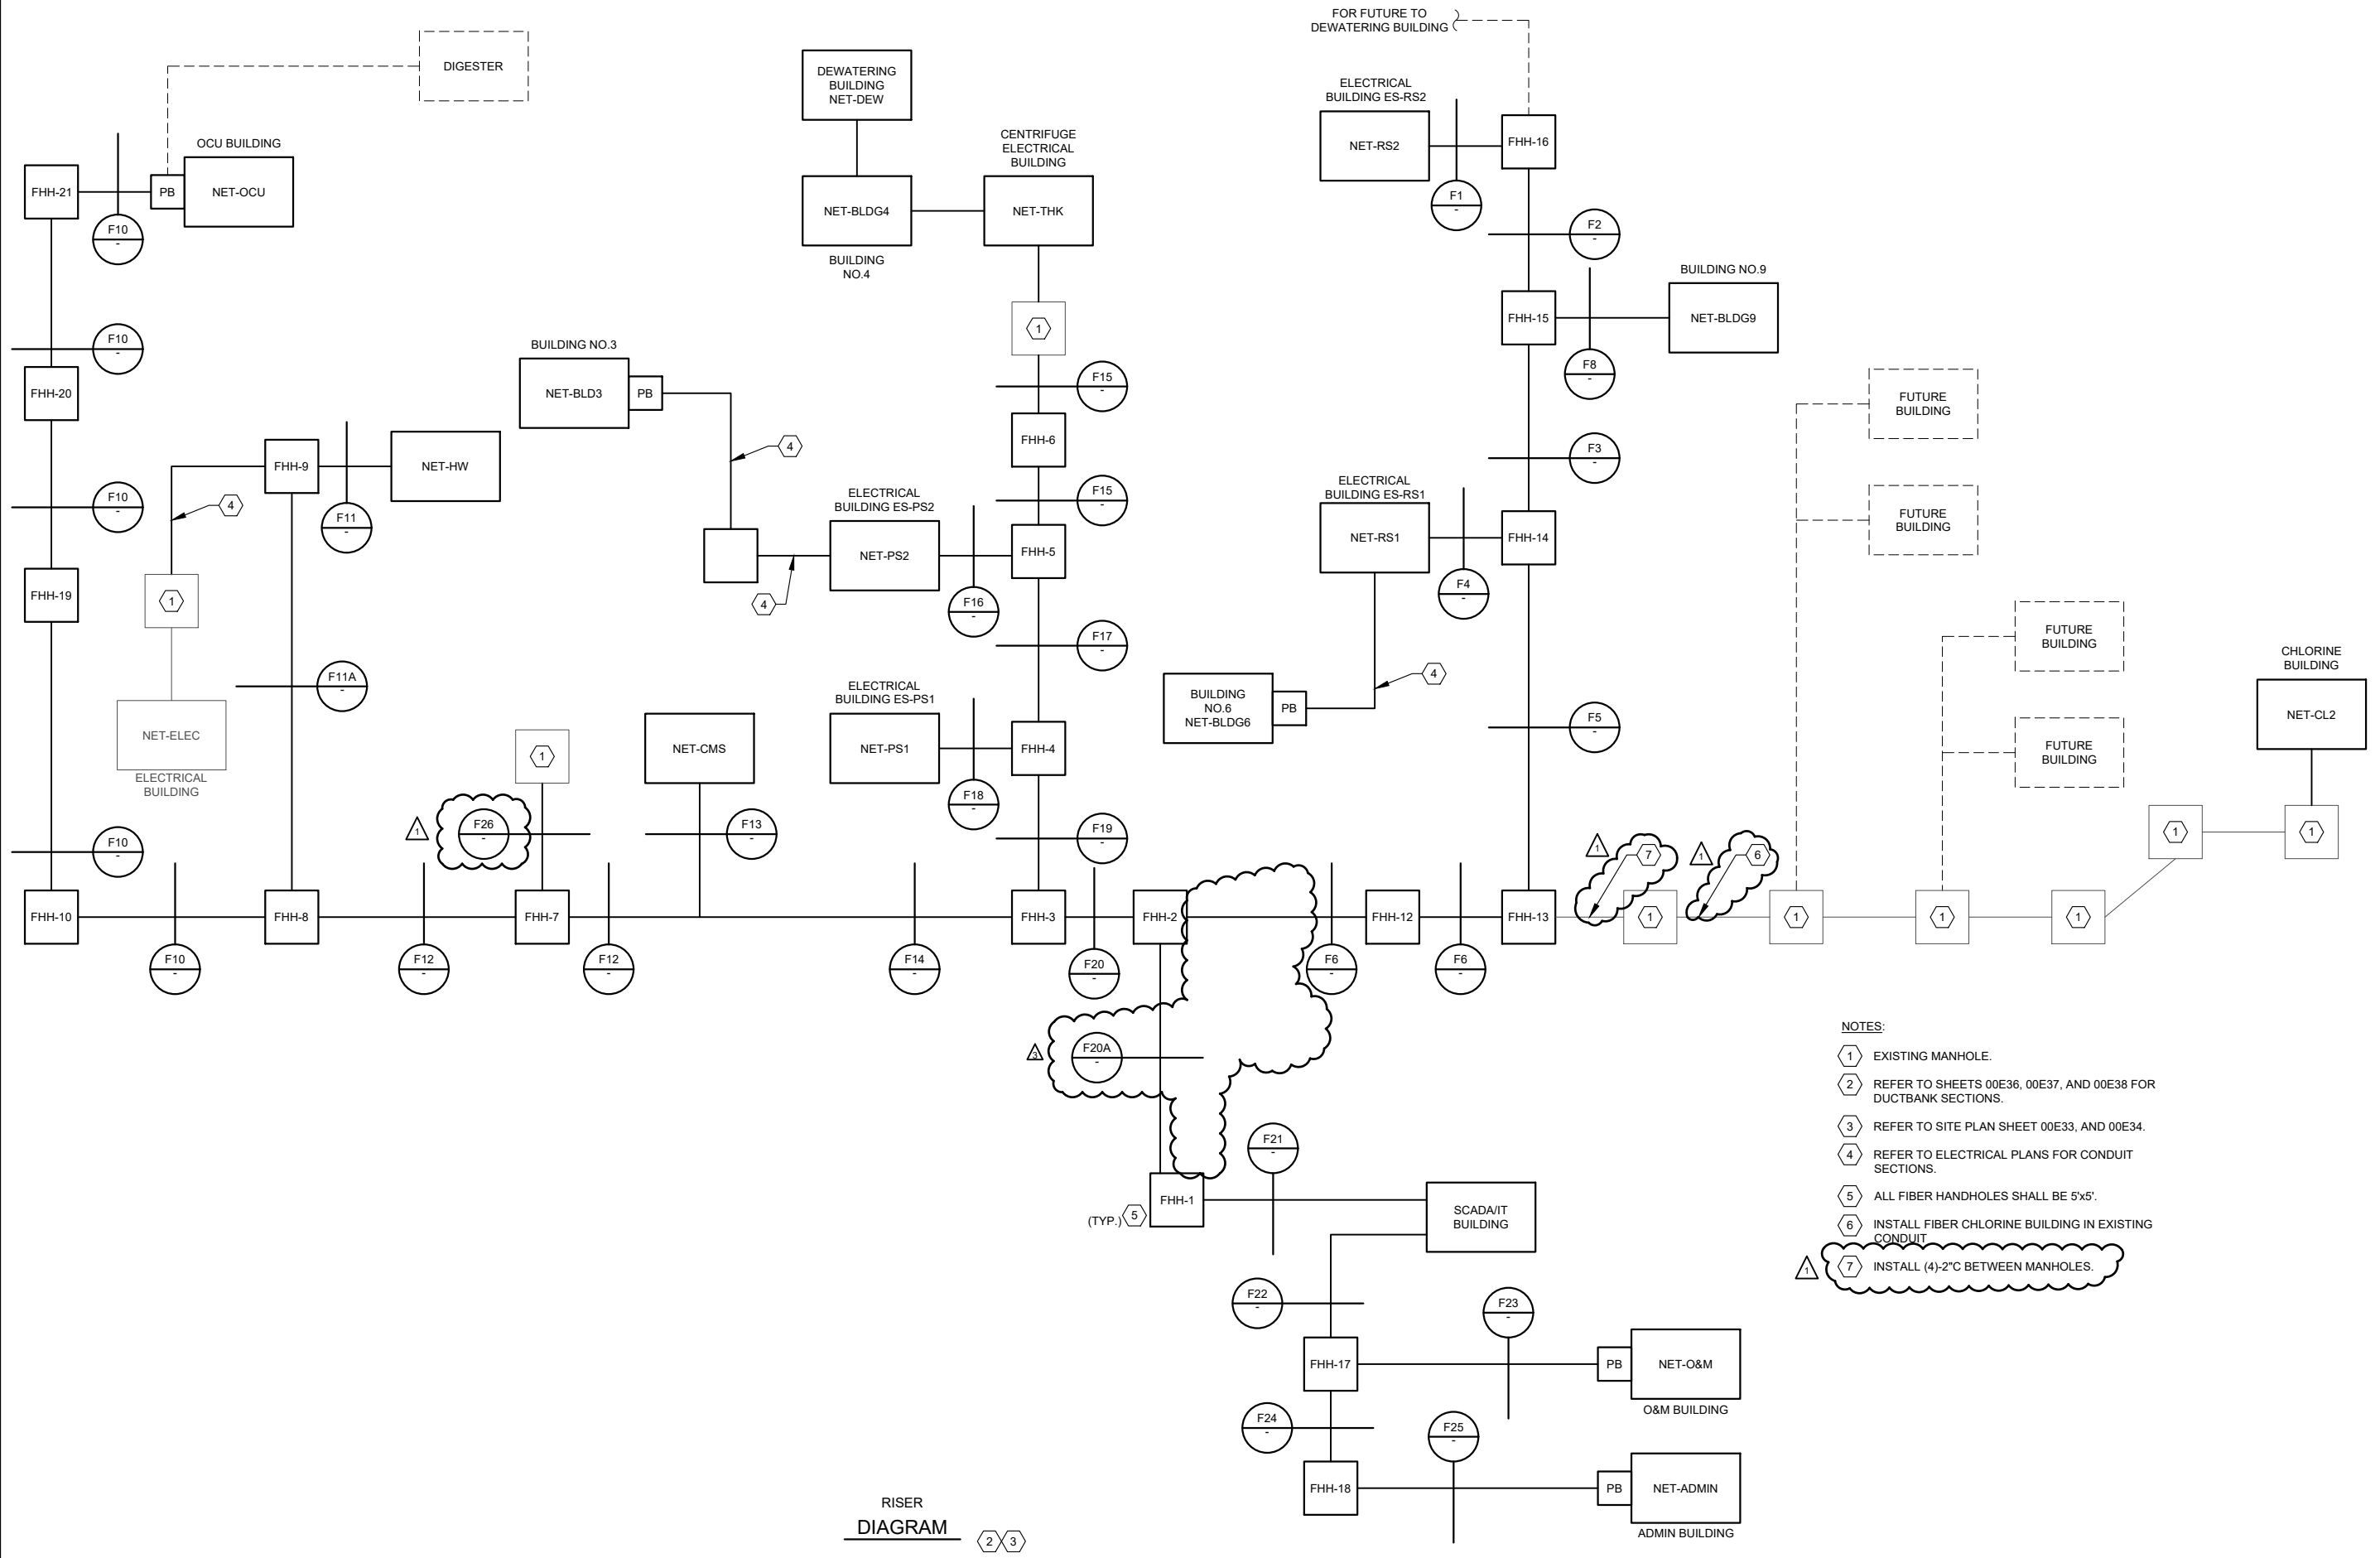 FOR FUTURE TO
DEWATERING BUILDING
DIGESTER
DEWATERING
BUILDING
NET-DEW
ELECTRICAL
BUILDING ES-RS2
NET-RS2
FHH-16
F1
-
OCU BUILDING
FHH-21
PB
NET-OCU
F10
-
CENTRIFUGE
ELECTRICAL
BUILDING
NET-BLDG4
NET-THK
BUILDING
NO.4
F2
-
BUILDING NO.9
FHH-15
NET-BLDG9
F8
-
1
F10
-
BUILDING NO.3
NET-BLD3
PB
F15
-
FHH-20
FUTURE
BUILDING
FHH-6
4
F3
-
FHH-9
NET-HW
4
F11
-
F10
-
F15
-
ELECTRICAL
BUILDING ES-PS2
NET-PS2
FHH-5
4
F16
-
ELECTRICAL
BUILDING ES-RS1
NET-RS1
FHH-14
F4
-
FUTURE
BUILDING
FHH-19
1
F17
-
FUTURE
BUILDING
F11A
-
NET-ELEC
ELECTRICAL
BUILDING
ELECTRICAL
BUILDING ES-PS1
NET-PS1
FHH-4
F18
-
4
BUILDING
NO.6
NET-BLDG6
PB
F5
-
CHLORINE
BUILDING
NET-CL2
FUTURE
BUILDING
1
NET-CMS
1
F26
-
F13
-
F19
-
F10
-
1
7
1
6
1
1
FHH-10
FHH-8
FHH-7
FHH-3
FHH-2
FHH-12
FHH-13
1
1
1
1
F10
-
F12
-
F12
-
F14
-
F20
-
F6
-
F6
-
3
F20A
-
F21
-
FHH-1
(TYP.)
5
SCADA/IT
BUILDING
F22
-
F23
-
FHH-17
PB
NET-O&M
O&M BUILDING
F24
-
F25
-
FHH-18
PB
NET-ADMIN
ADMIN BUILDING
NOTES:
1 EXISTING MANHOLE.
2 REFER TO SHEETS 00E36, 00E37, AND 00E38 FOR
DUCTBANK SECTIONS.
3 REFER TO SITE PLAN SHEET 00E33, AND 00E34.
4 REFER TO ELECTRICAL PLANS FOR CONDUIT
SECTIONS.
5 ALL FIBER HANDHOLES SHALL BE 5'x5'.
6 INSTALL FIBER CHLORINE BUILDING IN EXISTING
CONDUIT
1
7 INSTALL (4)-2"C BETWEEN MANHOLES.
RISER
DIAGRAM
2 3